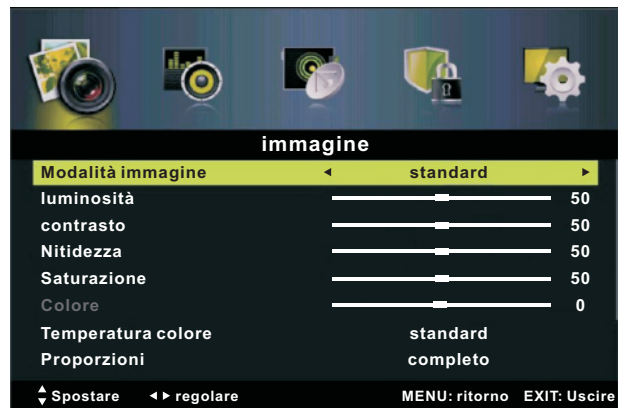 immagine
Modalità immagine standard
luminosità 50
contrasto 50
Nitidezza 50
Saturazione 50
Colore 0
Temperatura colore standard
Proporzioni completo
Spostare regolare MENU: ritorno EXIT: Uscire